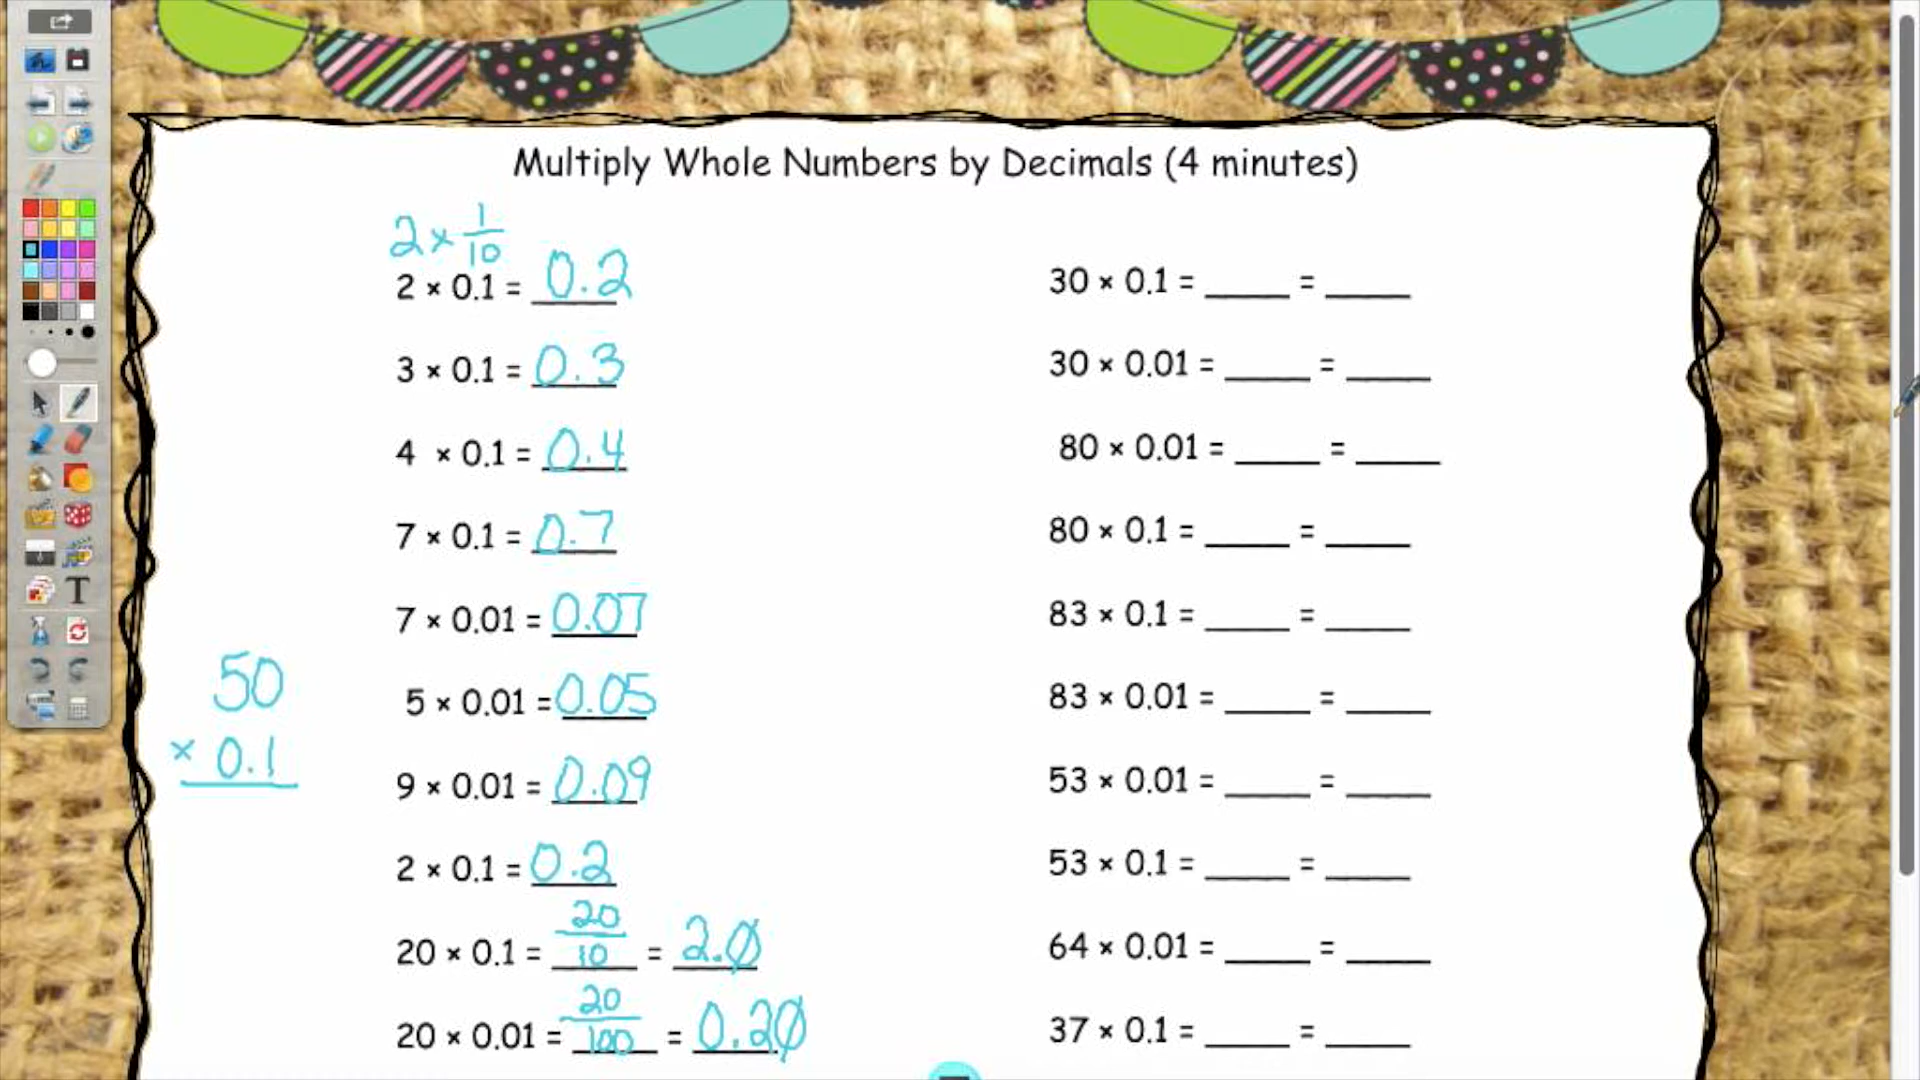 Multiply Whole Numbers by Decimals (4 minutes)
2 × 1/10
2 × 0.1 = 0.2
3 × 0.1 = 0.3
4 × 0.1 = 0.4
7 × 0.1 = 0.7
7 × 0.01 = 0.07
5 × 0.01 = 0.05
9 × 0.01 = 0.09
2 × 0.1 = 0.2
20 × 0.1 = 20/10 = 2.0
20 × 0.01 = 20/100 = 0.20
50
× 0.1
30 × 0.1 = ____ = ____
30 × 0.01 = ____ = ____
80 × 0.01 = ____ = ____
80 × 0.1 = ____ = ____
83 × 0.1 = ____ = ____
83 × 0.01 = ____ = ____
53 × 0.01 = ____ = ____
53 × 0.1 = ____ = ____
64 × 0.01 = ____ = ____
37 × 0.1 = ____ = ____
T